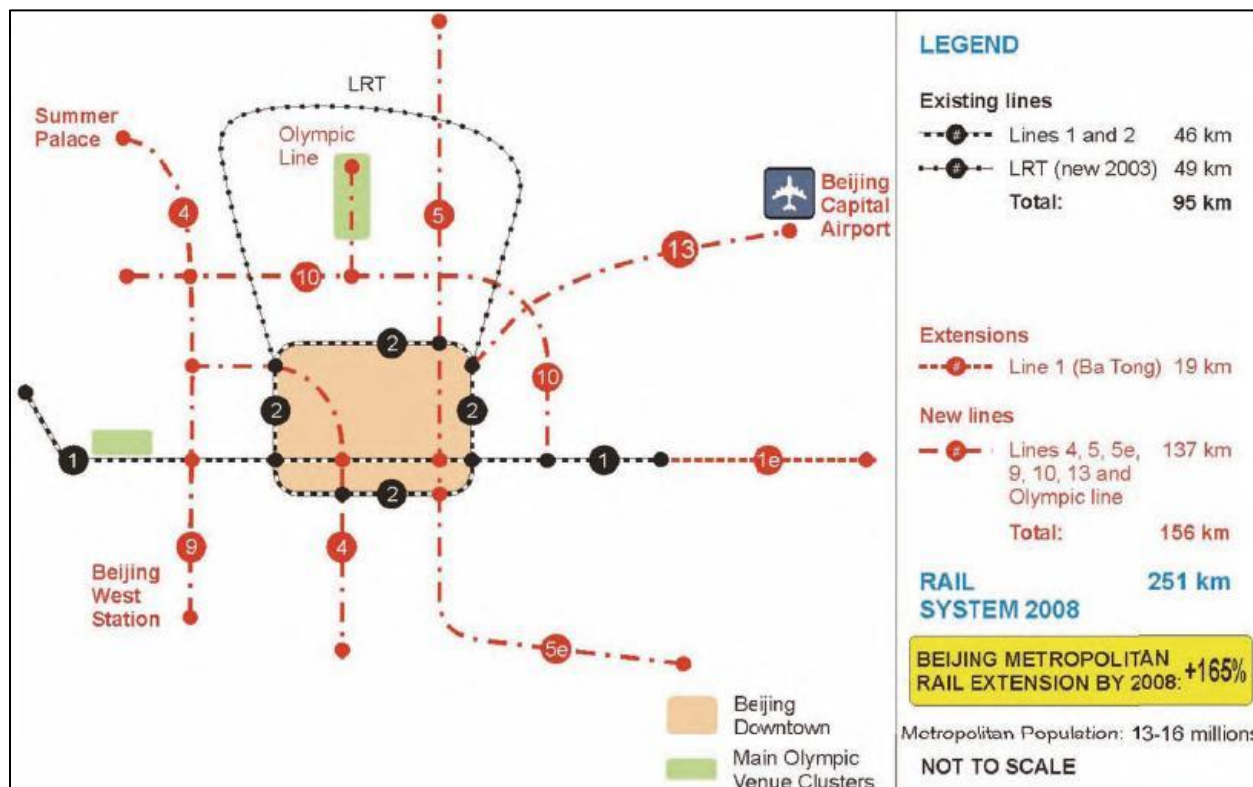 LRT
Summer
Palace
Olympic
Line
Beijing
Capital
Airport
4
5
13
10
2
10
2
2
1
1
1e
2
9
4
Beijing
West
Station
5e
Beijing
Downtown
Main Olympic
Venue Clusters
LEGEND
Existing lines
# Lines 1 and 2 46 km
# LRT (new 2003) 49 km
Total: 95 km
Extensions
# Line 1 (Ba Tong) 19 km
New lines
# Lines 4, 5, 5e, 137 km
9, 10, 13 and
Olympic line
Total: 156 km
RAIL 251 km
SYSTEM 2008
BEIJING METROPOLITAN
RAIL EXTENSION BY 2008: +165%
Metropolitan Population: 13-16 millions
NOT TO SCALE